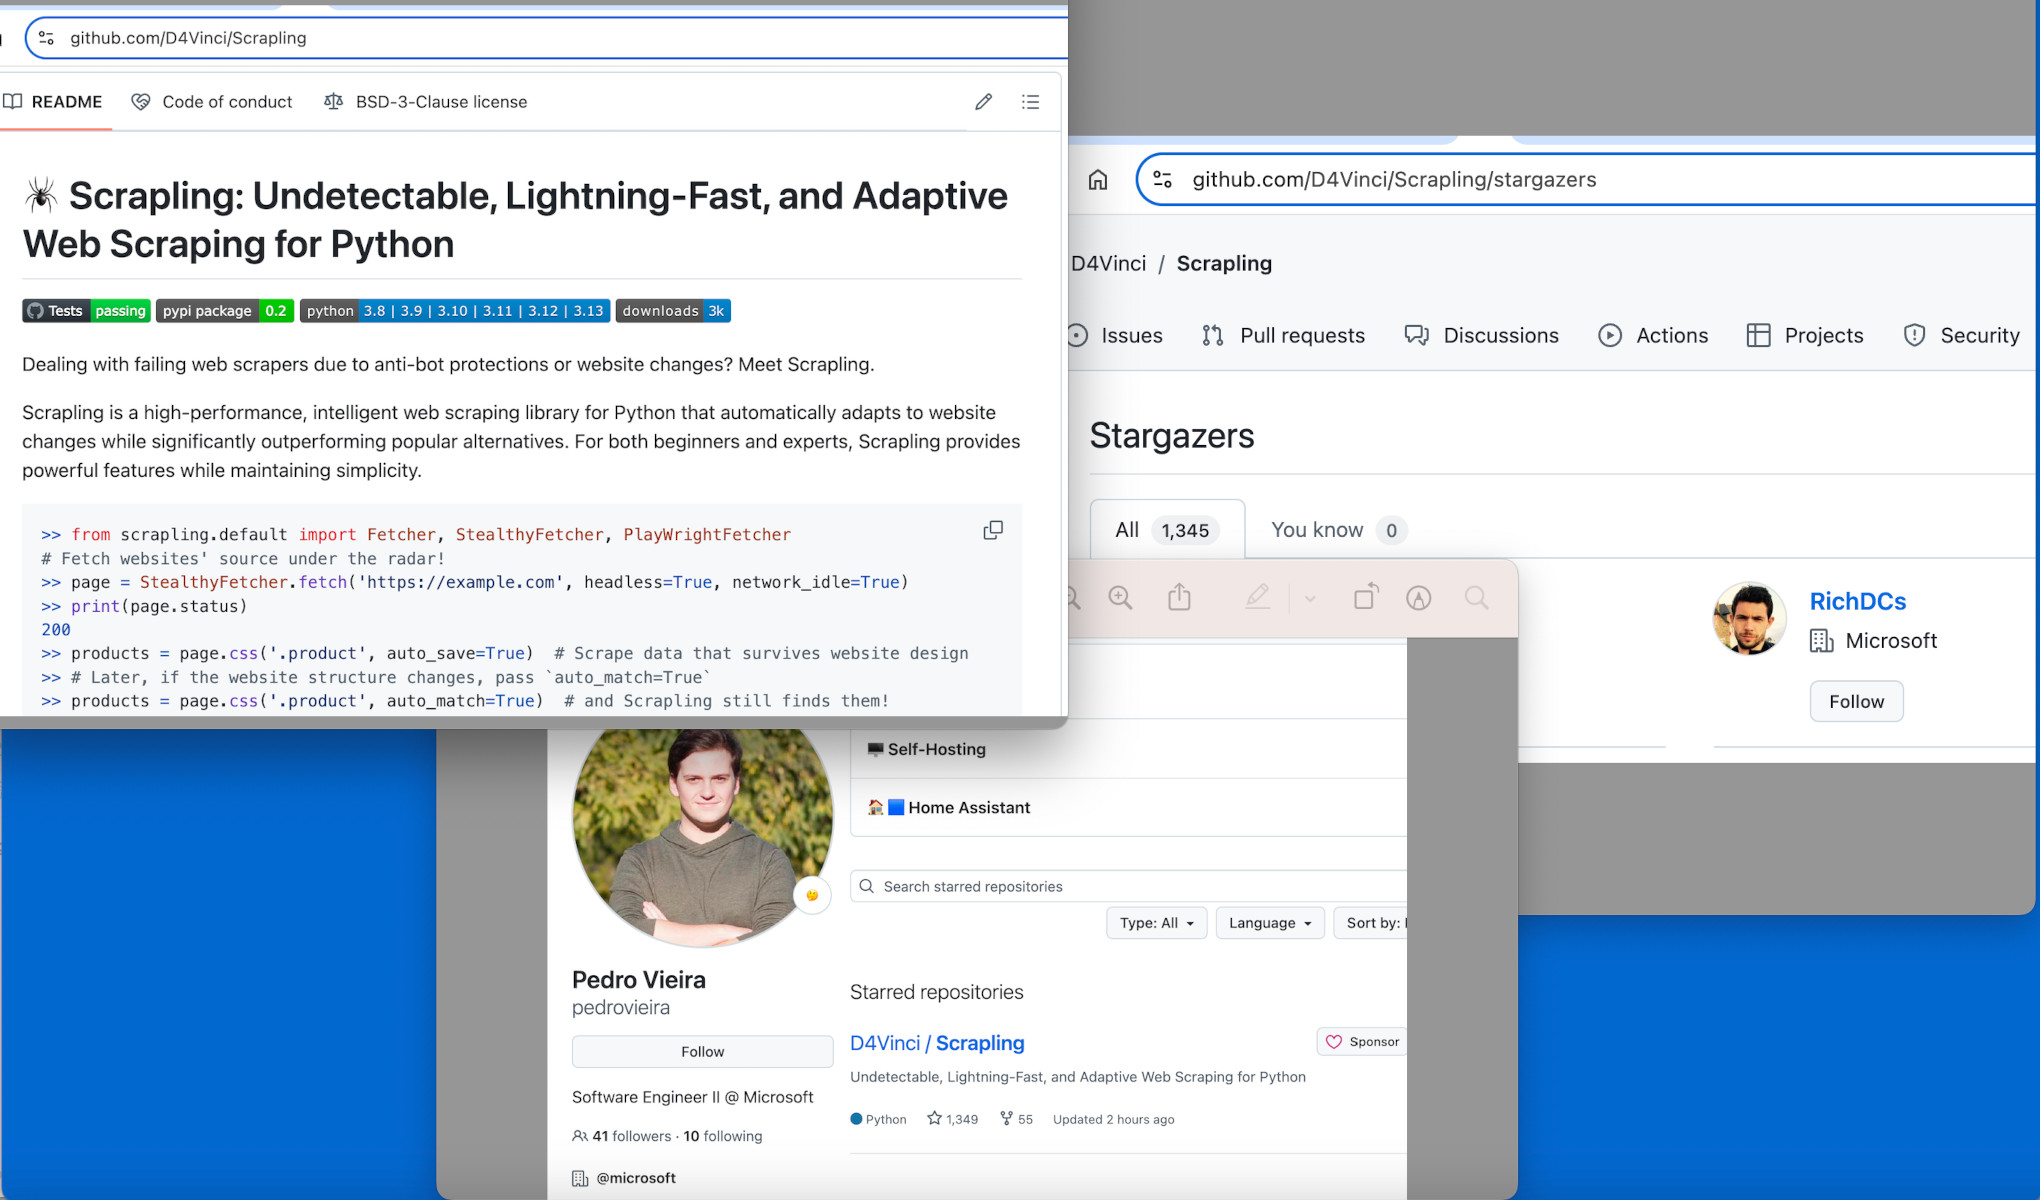 github.com/D4Vinci/Scrapling
README Code of conduct BSD-3-Clause license
Scrapling: Undetectable, Lightning-Fast, and Adaptive
Web Scraping for Python
Tests passing pypi package 0.2 python 3.8 | 3.9 | 3.10 | 3.11 | 3.12 | 3.13 downloads 3k
Dealing with failing web scrapers due to anti-bot protections or website changes? Meet Scrapling.
Scrapling is a high-performance, intelligent web scraping library for Python that automatically adapts to website
changes while significantly outperforming popular alternatives. For both beginners and experts, Scrapling provides
powerful features while maintaining simplicity.
>> from scrapling.default import Fetcher, StealthyFetcher, PlayWrightFetcher
# Fetch websites' source under the radar!
>> page = StealthyFetcher.fetch('https://example.com', headless=True, network_idle=True)
>> print(page.status)
200
>> products = page.css('.product', auto_save=True)  # Scrape data that survives website design
>> # Later, if the website structure changes, pass `auto_match=True`
>> products = page.css('.product', auto_match=True)  # and Scrapling still finds them!
github.com/D4Vinci/Scrapling/stargazers
D4Vinci / Scrapling
Issues Pull requests Discussions Actions Projects Security
Stargazers
All 1,345 You know 0
RichDCs
Microsoft
Follow
Self-Hosting
Home Assistant
Search starred repositories
Type: All Language Sort by:
Pedro Vieira
pedrovieira
Follow
Software Engineer II @ Microsoft
41 followers · 10 following
@microsoft
Starred repositories
D4Vinci / Scrapling
Sponsor
Undetectable, Lightning-Fast, and Adaptive Web Scraping for Python
Python 1,349 55 Updated 2 hours ago